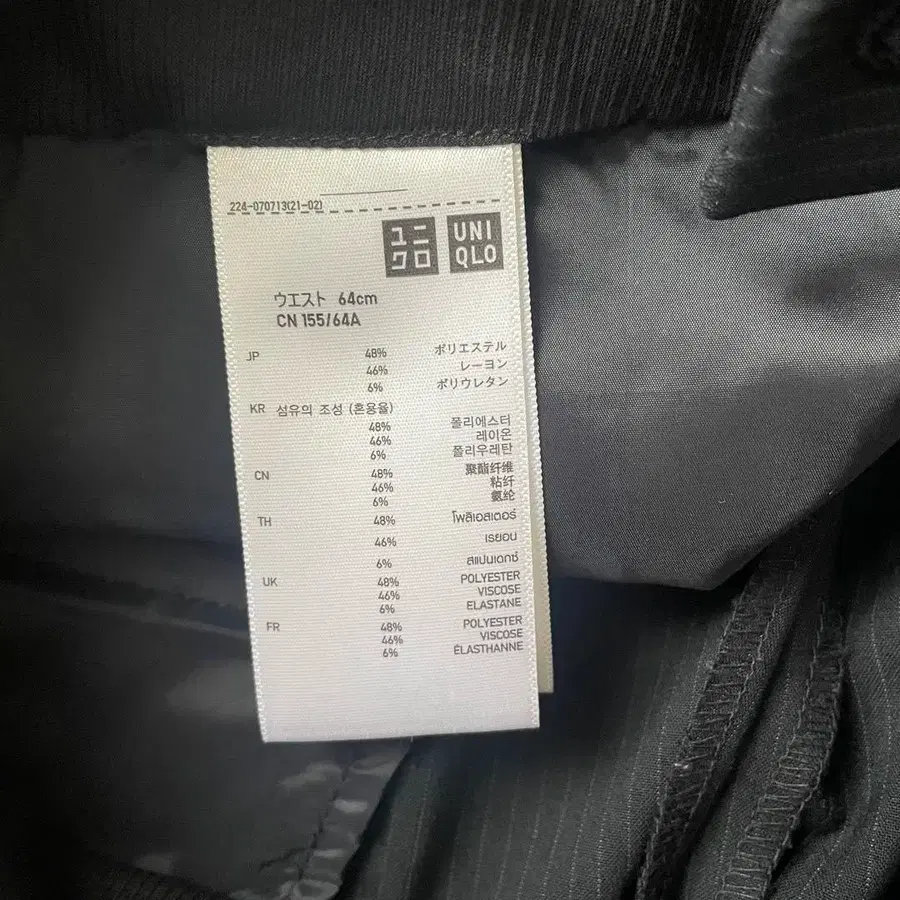 224-070713(21-02)
ユニ UNI
クロ QLO
ウエスト 64cm
CN 155/64A
JP 48% ポリエステル
46% レーヨン
6% ポリウレタン
KR 섬유의 조성 (혼용율)
48% 폴리에스터
46% 레이온
6% 폴리우레탄
CN 48% 聚酯纤维
46% 粘纤
6% 氨纶
TH 48% โพลิเอสเตอร์
46% เรยอน
6% สแปนเดกซ์
UK 48% POLYESTER
46% VISCOSE
6% ELASTANE
FR 48% POLYESTER
46% VISCOSE
6% ÉLASTHANNE